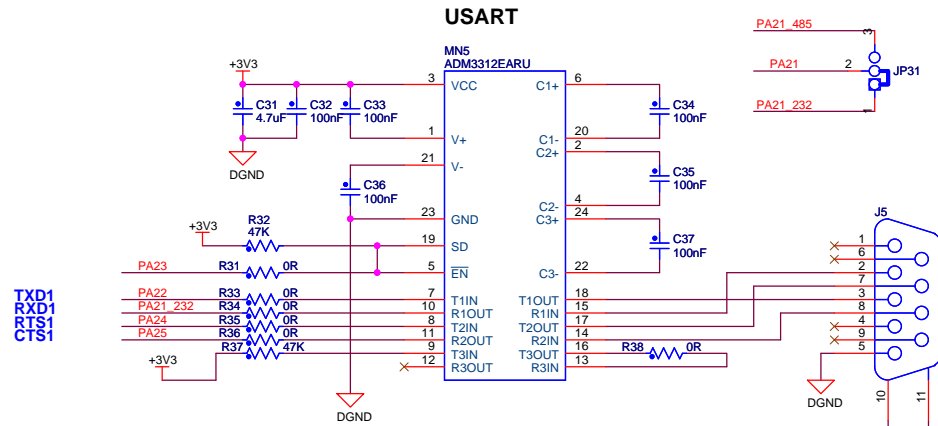 USART
PA21_485
3
MN5
ADM3312EARU
+3V3
PA21
2
JP31
PA21_232
1
3 VCC C1+ 6
C31
4.7uF
C32
100nF
C33
100nF
C34
100nF
1 V+ C1- 20
C2+ 2
21 V-
DGND
C36
100nF
C35
100nF
C2- 4
23 GND C3+ 24
R32
47K
+3V3
19 SD
C37
100nF
J5
PA23 R31 0R 5 EN C3- 22
TXD1 PA22 R33 0R 7 T1IN T1OUT 18
RXD1 PA21_232 R34 0R 10 R1OUT R1IN 15
RTS1 PA24 R35 0R 8 T2IN T2OUT 17
CTS1 PA25 R36 0R 11 R2OUT R2IN 14
+3V3 R37 47K 9 T3IN T3OUT 16 R38 0R
12 R3OUT R3IN 13
1
6
2
7
3
8
4
9
5
DGND
DGND
10
11